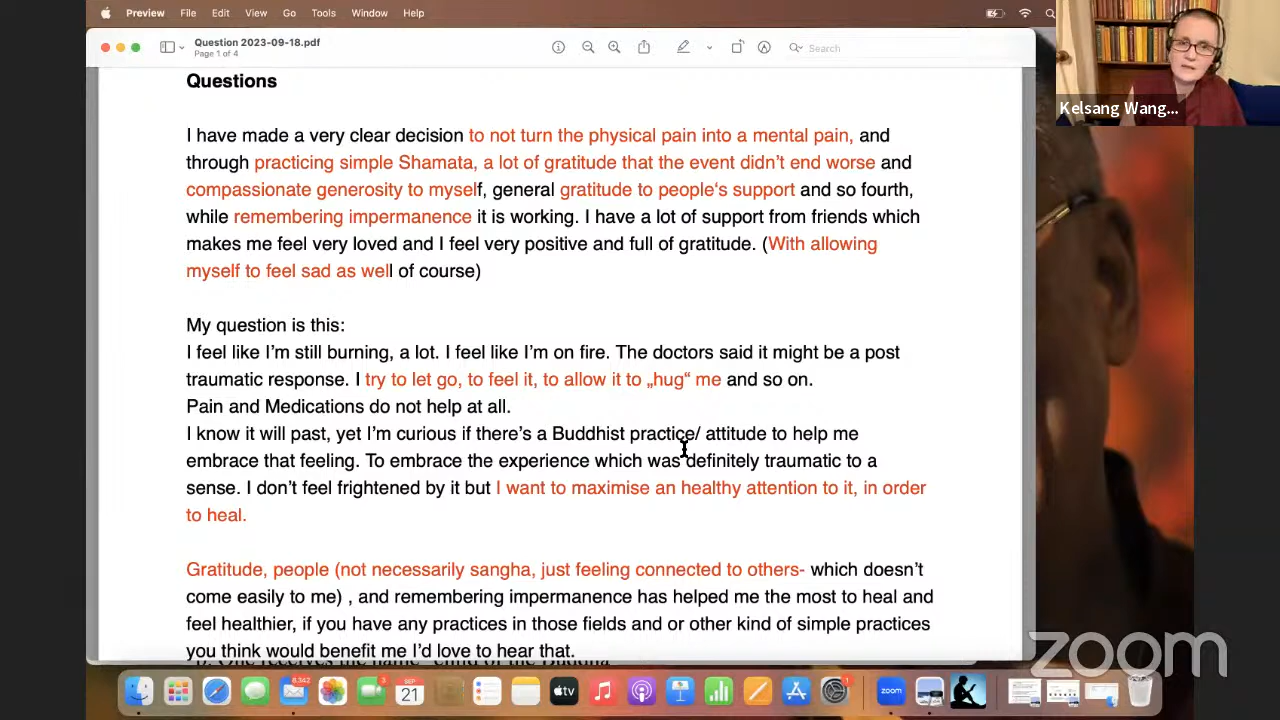 Preview File Edit View Go Tools Window Help
Question 2023-09-18.pdf
Page 1 of 4
Search
Kelsang Wang...
Questions
I have made a very clear decision to not turn the physical pain into a mental pain, and
through practicing simple Shamata, a lot of gratitude that the event didn't end worse and
compassionate generosity to myself, general gratitude to people's support and so fourth,
while remembering impermanence it is working. I have a lot of support from friends which
makes me feel very loved and I feel very positive and full of gratitude. (With allowing
myself to feel sad as well of course)
My question is this:
I feel like I'm still burning, a lot. I feel like I'm on fire. The doctors said it might be a post
traumatic response. I try to let go, to feel it, to allow it to „hug“ me and so on.
Pain and Medications do not help at all.
I know it will past, yet I'm curious if there's a Buddhist practice/ attitude to help me
embrace that feeling. To embrace the experience which was definitely traumatic to a
sense. I don't feel frightened by it but I want to maximise an healthy attention to it, in order
to heal.
Gratitude, people (not necessarily sangha, just feeling connected to others- which doesn't
come easily to me) , and remembering impermanence has helped me the most to heal and
feel healthier, if you have any practices in those fields and or other kind of simple practices
you think would benefit me I'd love to hear that.
zoom
8,342
3
SEP
21
tv
1
zoom